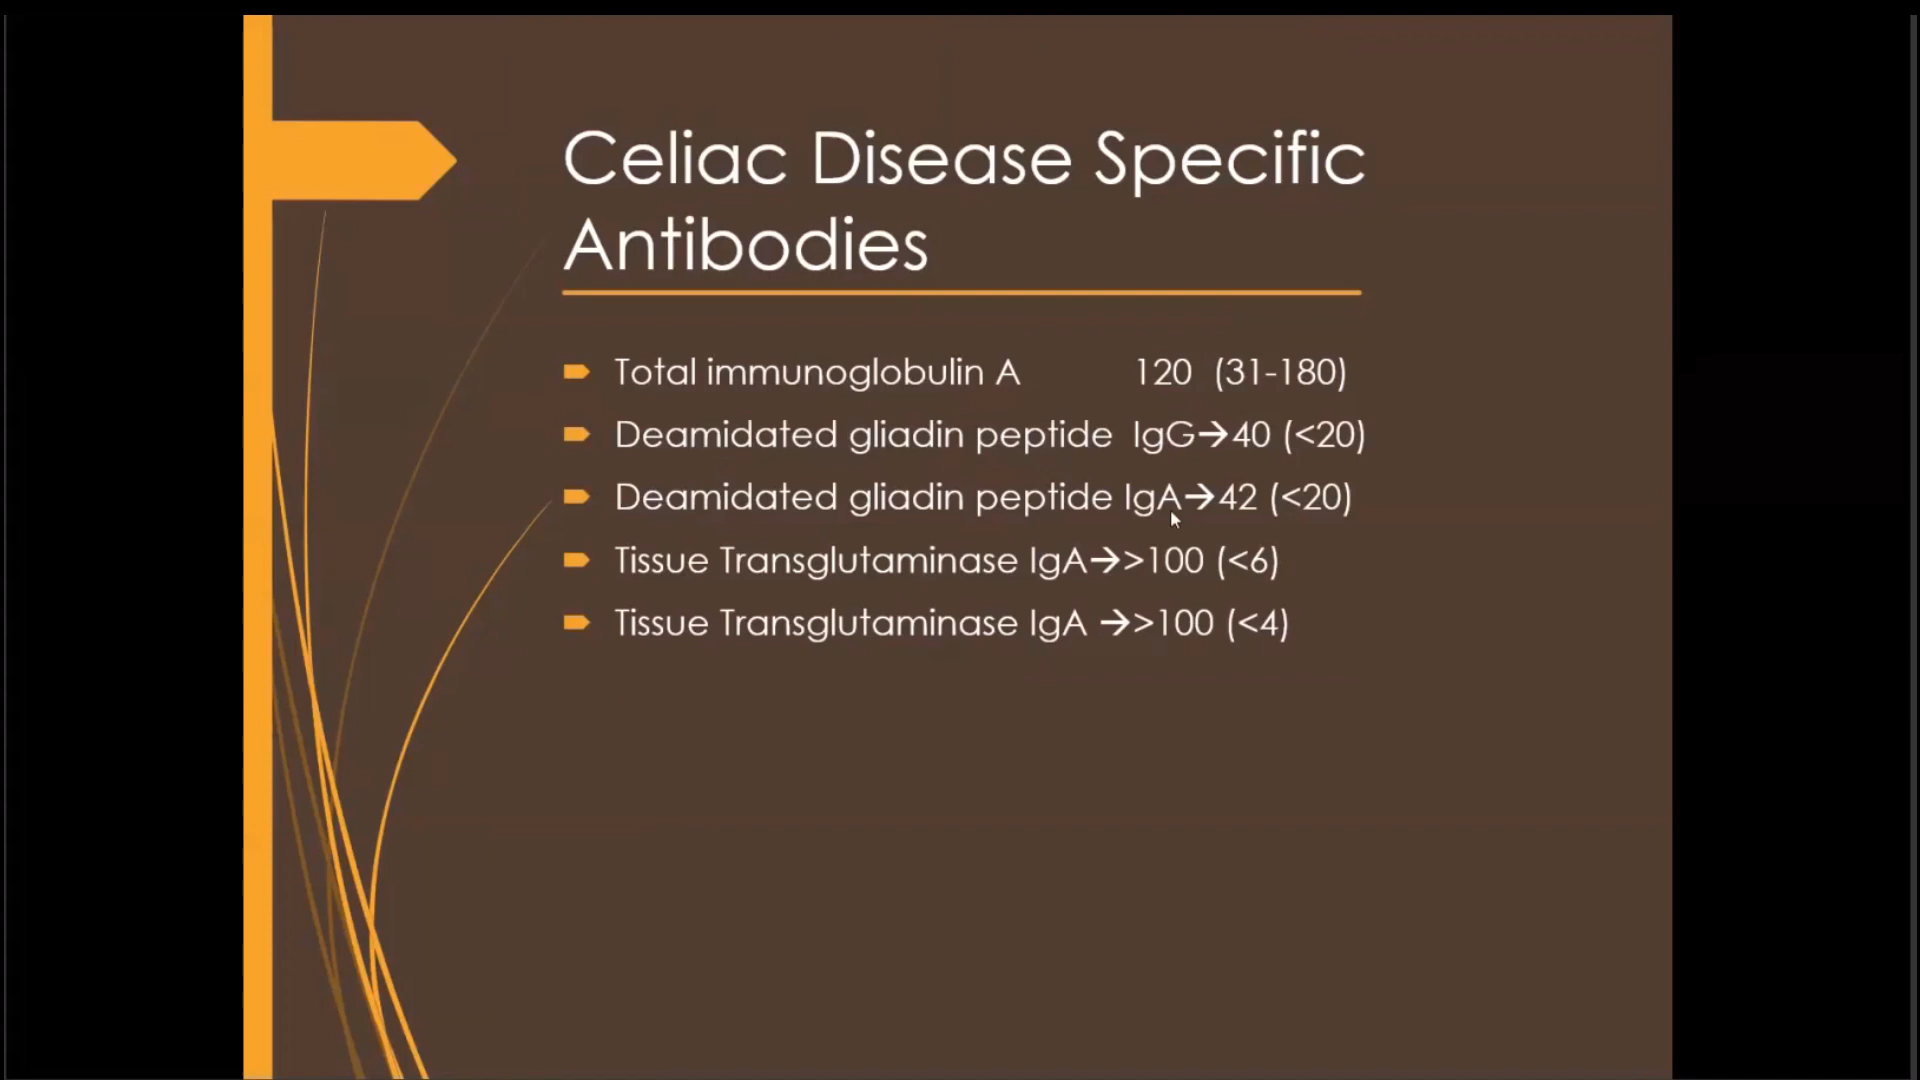 Celiac Disease Specific
Antibodies
Total immunoglobulin A 120 (31-180)
Deamidated gliadin peptide IgG→40 (<20)
Deamidated gliadin peptide IgA→42 (<20)
Tissue Transglutaminase IgA→>100 (<6)
Tissue Transglutaminase IgA →>100 (<4)